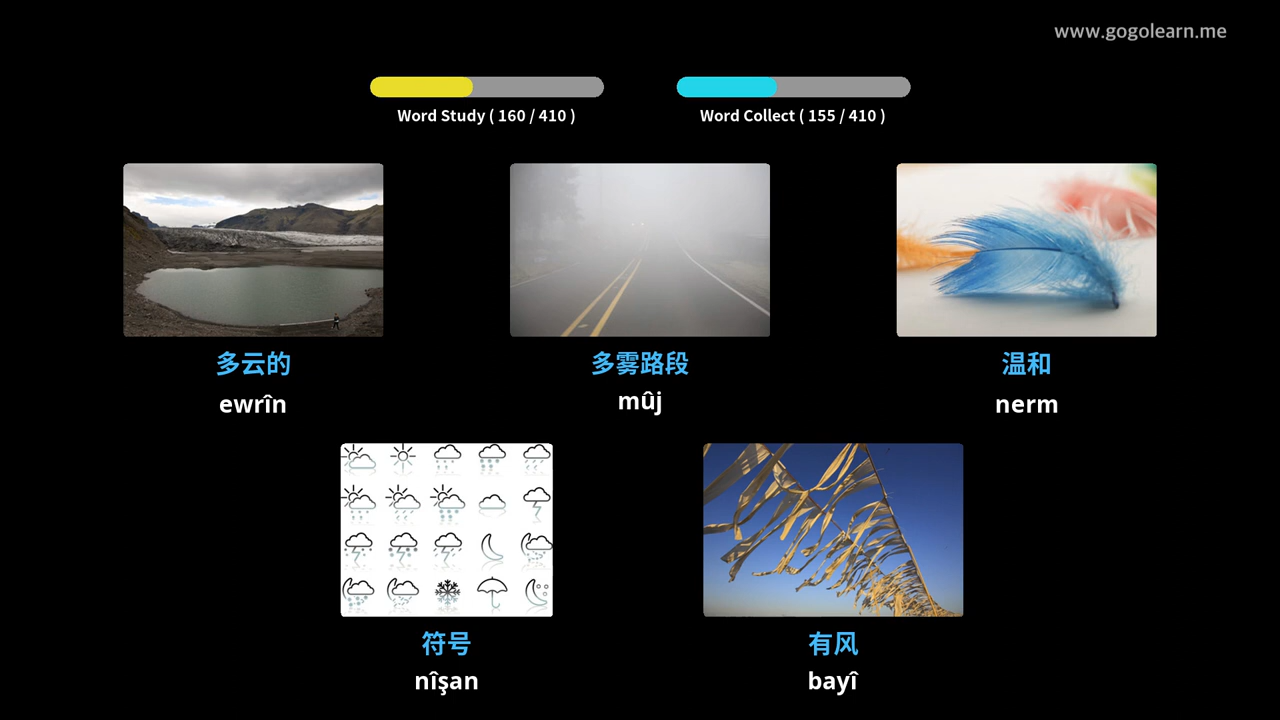 www.gogolearn.me
Word Study ( 160 / 410 )
Word Collect ( 155 / 410 )
多云的
ewrîn
多雾路段
mûj
温和
nerm
符号
nîşan
有风
bayî